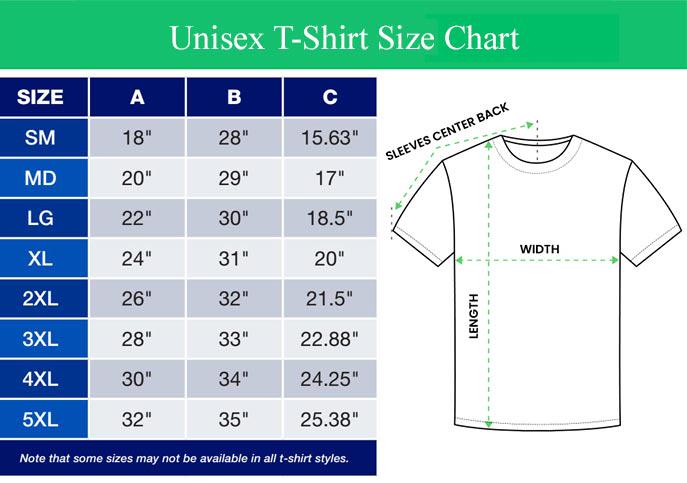 Unisex T-Shirt Size Chart
SIZE A B C
SM 18" 28" 15.63"
MD 20" 29" 17"
LG 22" 30" 18.5"
XL 24" 31" 20"
2XL 26" 32" 21.5"
3XL 28" 33" 22.88"
4XL 30" 34" 24.25"
5XL 32" 35" 25.38"
Note that some sizes may not be available in all t-shirt styles.
SLEEVES CENTER BACK
WIDTH
LENGTH